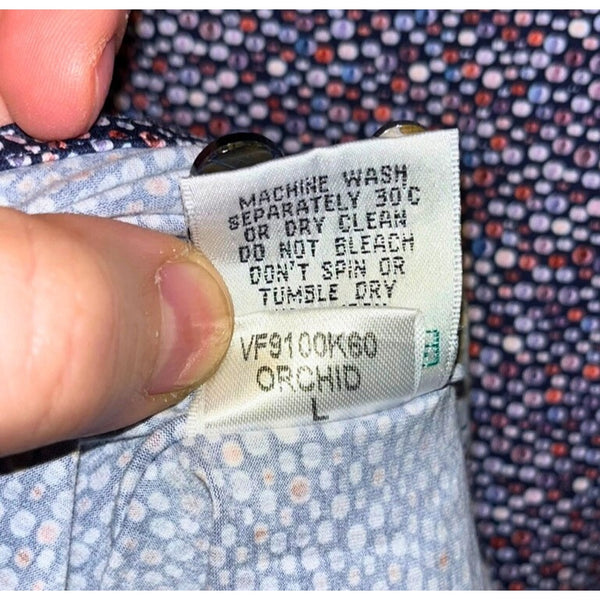 MACHINE WASH
SEPARATELY 30°C
OR DRY CLEAN
DO NOT BLEACH
DON'T SPIN OR
TUMBLE DRY
VF9100K60
ORCHID
L